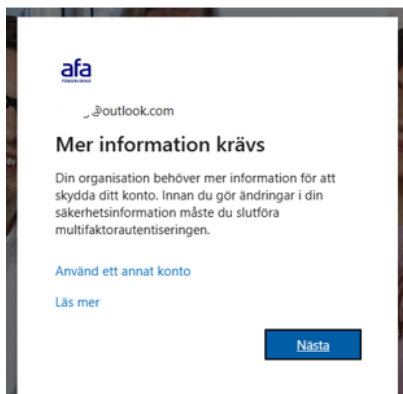 afa
FÖRSÄKRING
@outlook.com
Mer information krävs
Din organisation behöver mer information för att
skydda ditt konto. Innan du gör ändringar i din
säkerhetsinformation måste du slutföra
multifaktorautentiseringen.
Använd ett annat konto
Läs mer
Nästa